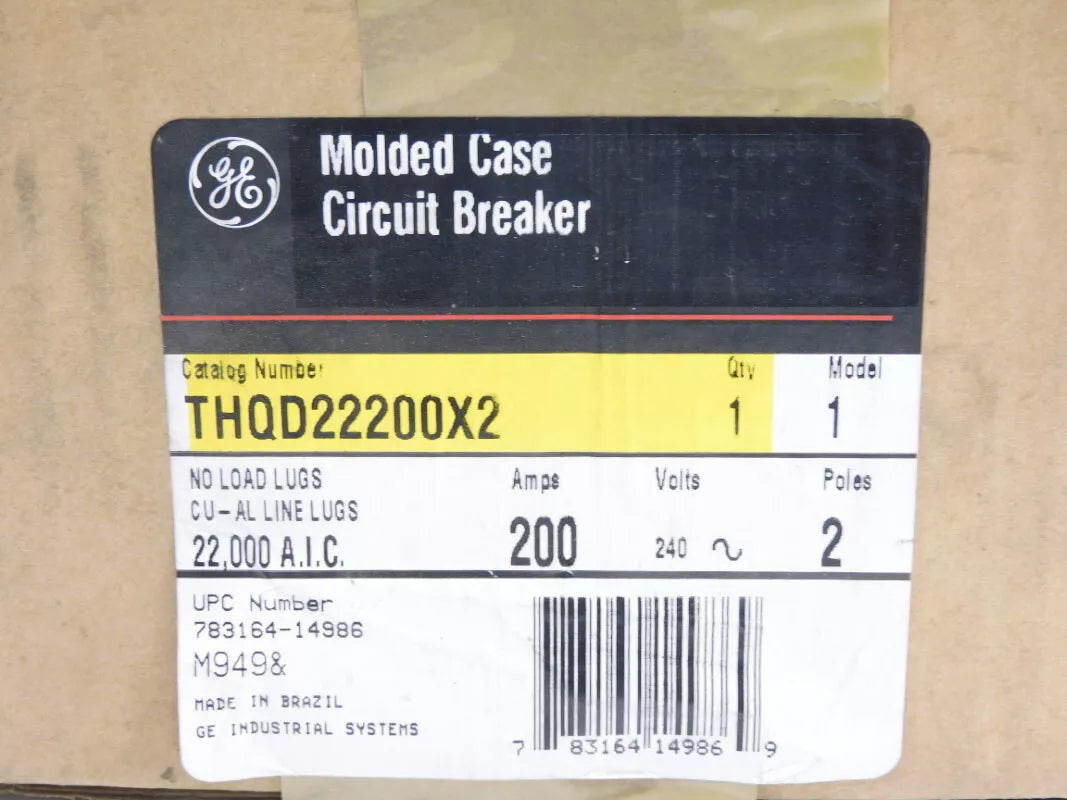 GE
Molded Case
Circuit Breaker
Catalog Number Qty Model
THQD22200X2 1 1
NO LOAD LUGS Amps Volts Poles
CU-AL LINE LUGS
22,000 A.I.C. 200 240 ∿ 2
UPC Number
783164-14986
M949&
MADE IN BRAZIL
GE INDUSTRIAL SYSTEMS
7 83164 14986 9